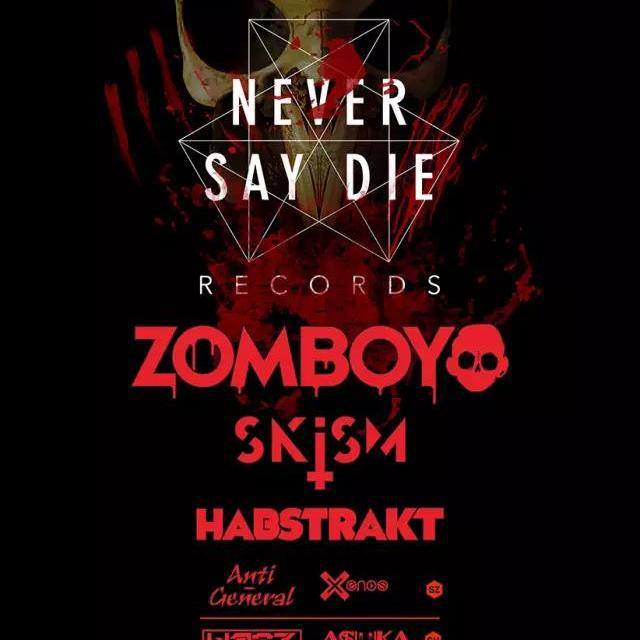 NEVER
SAY DIE
RECORDS
ZOMBOY
SKiSM
HABSTRAKT
Anti General
Xenos
SZ